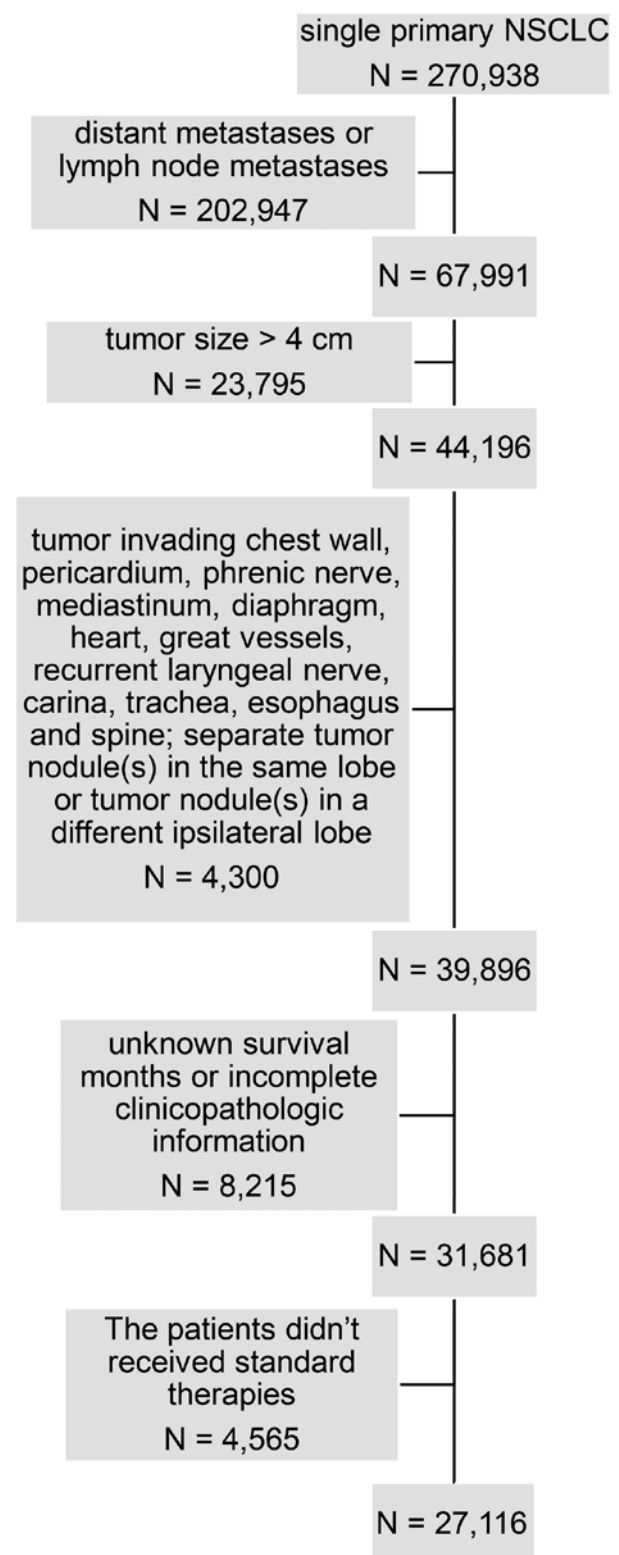 single primary NSCLC
N = 270,938
distant metastases or
lymph node metastases
N = 202,947
N = 67,991
tumor size > 4 cm
N = 23,795
N = 44,196
tumor invading chest wall,
pericardium, phrenic nerve,
mediastinum, diaphragm,
heart, great vessels,
recurrent laryngeal nerve,
carina, trachea, esophagus
and spine; separate tumor
nodule(s) in the same lobe
or tumor nodule(s) in a
different ipsilateral lobe
N = 4,300
N = 39,896
unknown survival
months or incomplete
clinicopathologic
information
N = 8,215
N = 31,681
The patients didn’t
received standard
therapies
N = 4,565
N = 27,116